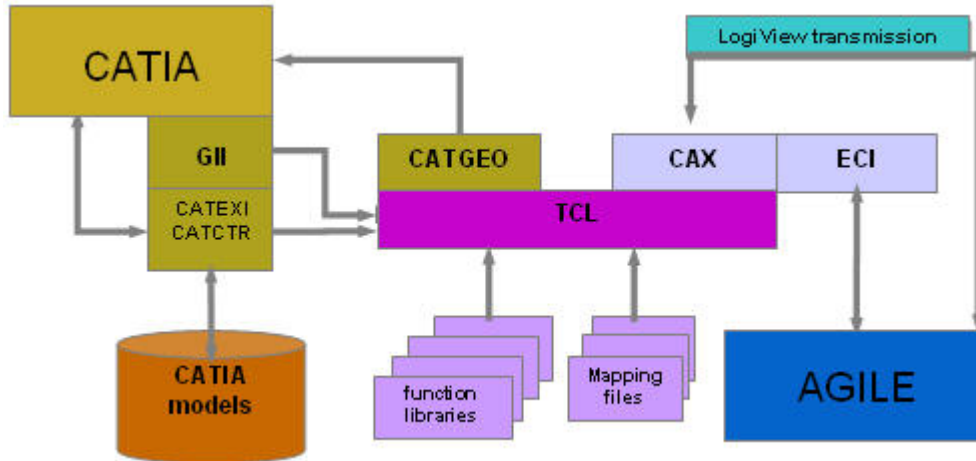 LogiView transmission
CATIA
GII
CATGEO
CAX
ECI
CATEXI
CATCTR
TCL
CATIA
models
function
libraries
Mapping
files
AGILE